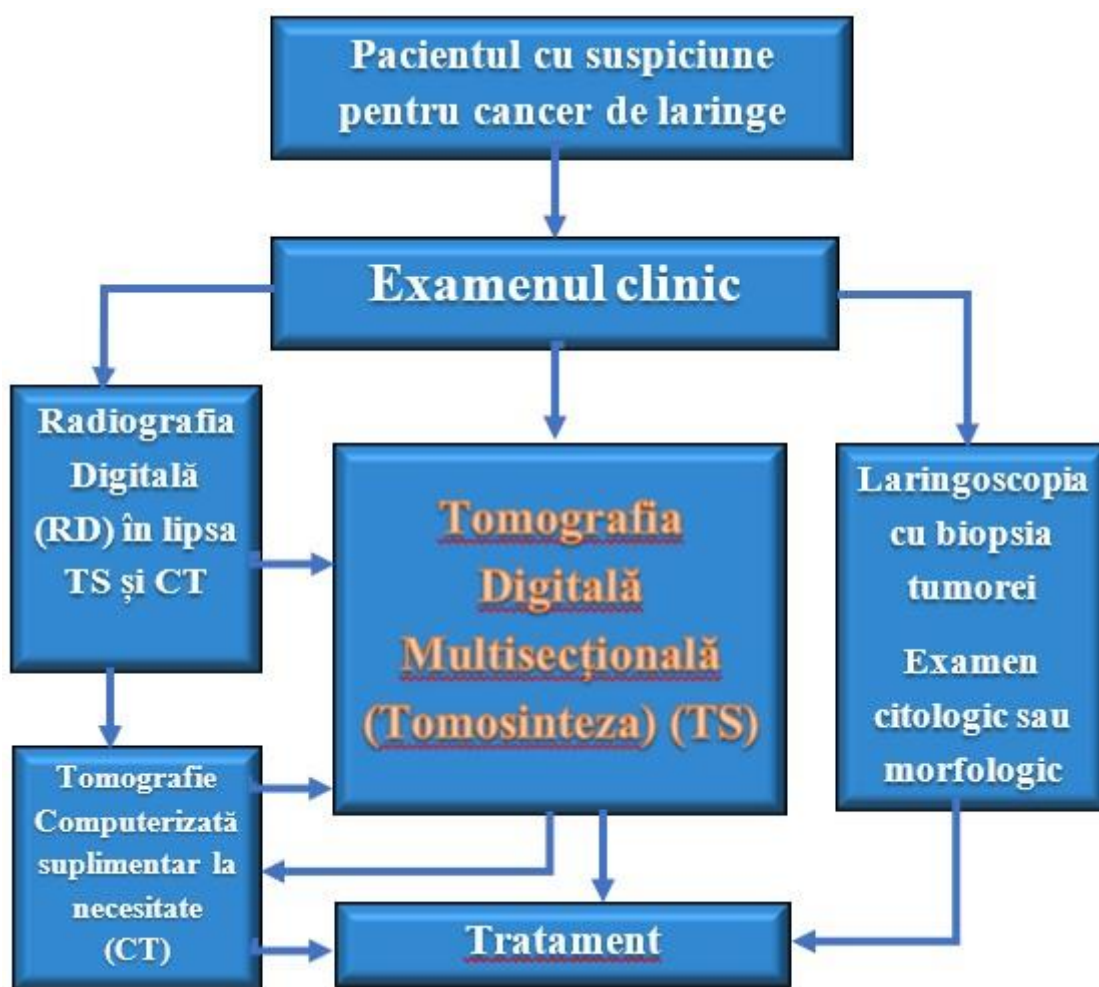 Pacientul cu suspiciune
pentru cancer de laringe
Examenul clinic
Radiografia
Digitală
(RD) în lipsa
TS și CT
Tomografia
Digitală
Multisecțională
(Tomosinteza) (TS)
Laringoscopia
cu biopsia
tumorei
Examen
citologic sau
morfologic
Tomografie
Computerizată
suplimentar la
necesitate
(CT)
Tratament